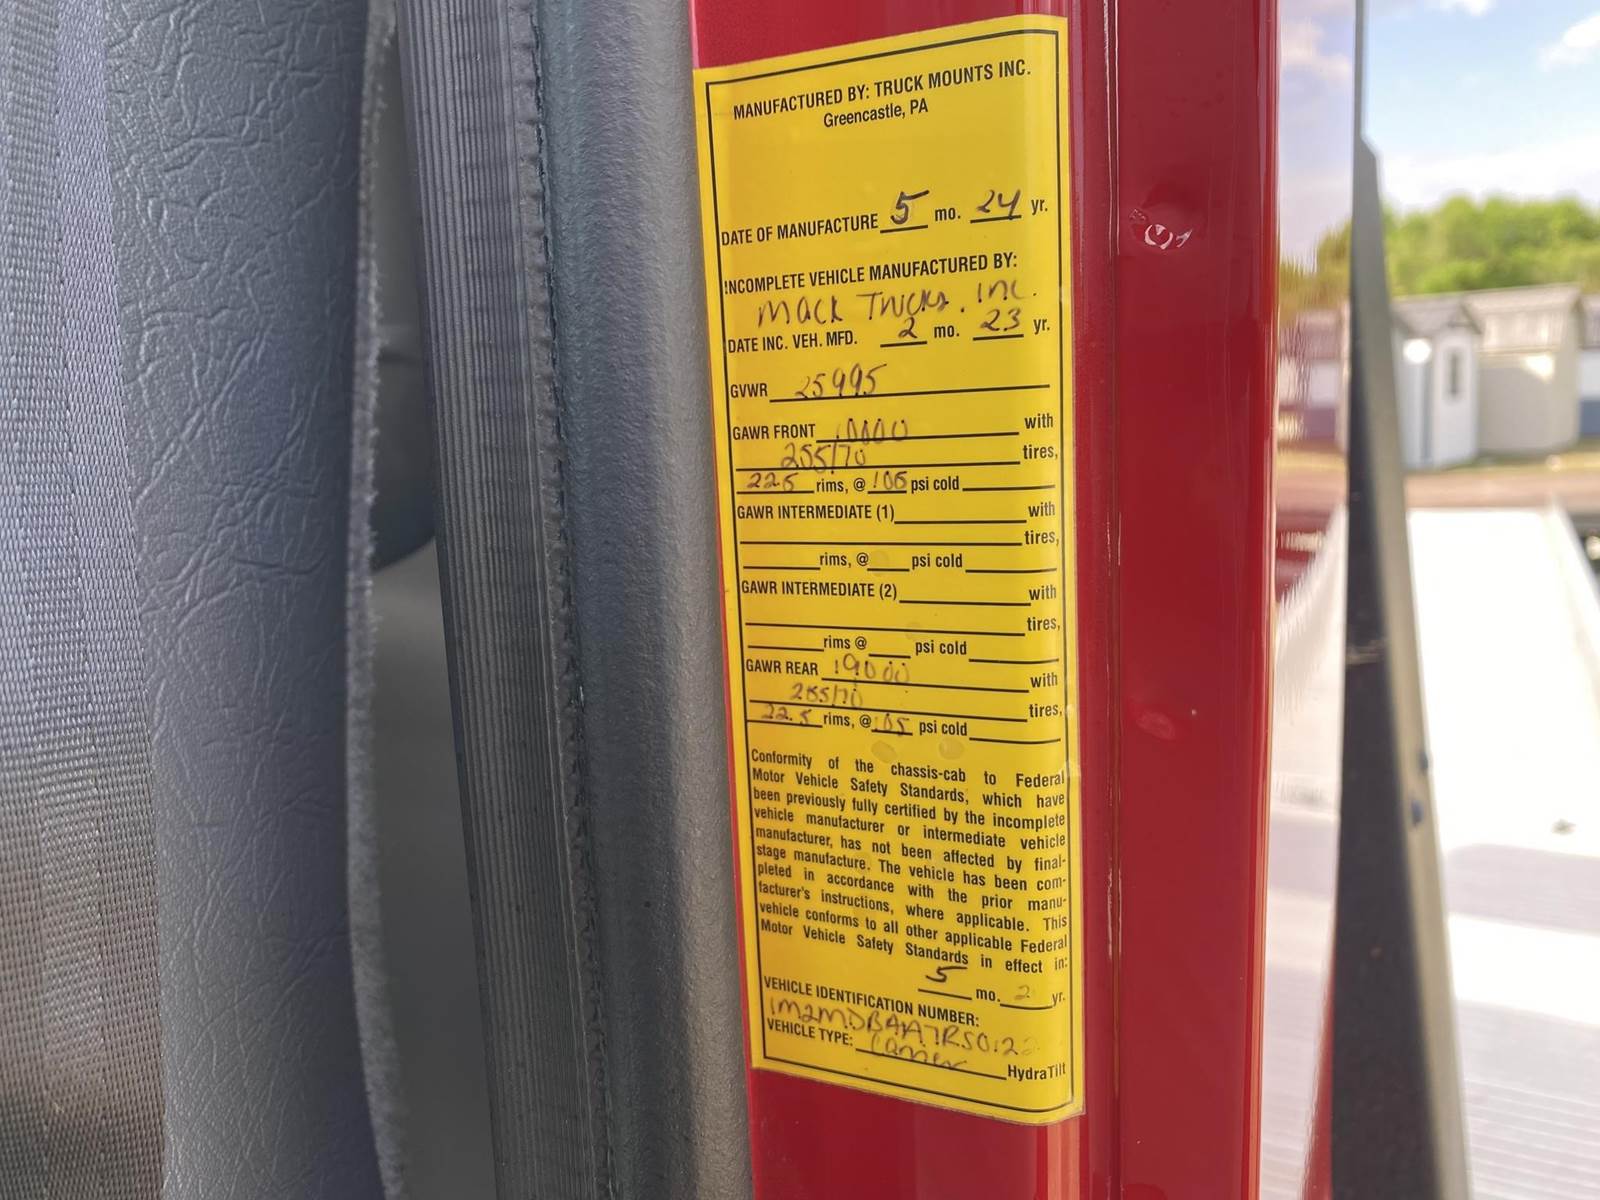 MANUFACTURED BY: TRUCK MOUNTS INC.
Greencastle, PA
DATE OF MANUFACTURE 5 mo. 24 yr.
INCOMPLETE VEHICLE MANUFACTURED BY:
Mack Trucks, Inc.
DATE INC. VEH. MFD. 2 mo. 23 yr.
GVWR 25995
GAWR FRONT 10000 with
255/70 tires,
22.5 rims, @ 105 psi cold
GAWR INTERMEDIATE (1) with
tires,
rims, @ psi cold
GAWR INTERMEDIATE (2) with
tires,
rims @ psi cold
GAWR REAR 19000 with
255/70 tires,
22.5 rims, @ 105 psi cold
Conformity of the chassis-cab to Federal
Motor Vehicle Safety Standards, which have
been previously fully certified by the incomplete
vehicle manufacturer or intermediate vehicle
manufacturer, has not been affected by final-
stage manufacture. The vehicle has been com-
pleted in accordance with the prior manu-
facturer's instructions, where applicable. This
vehicle conforms to all other applicable Federal
Motor Vehicle Safety Standards in effect in:
5 mo. 2 yr.
VEHICLE IDENTIFICATION NUMBER:
VEHICLE TYPE: Carrier
HydraTilt